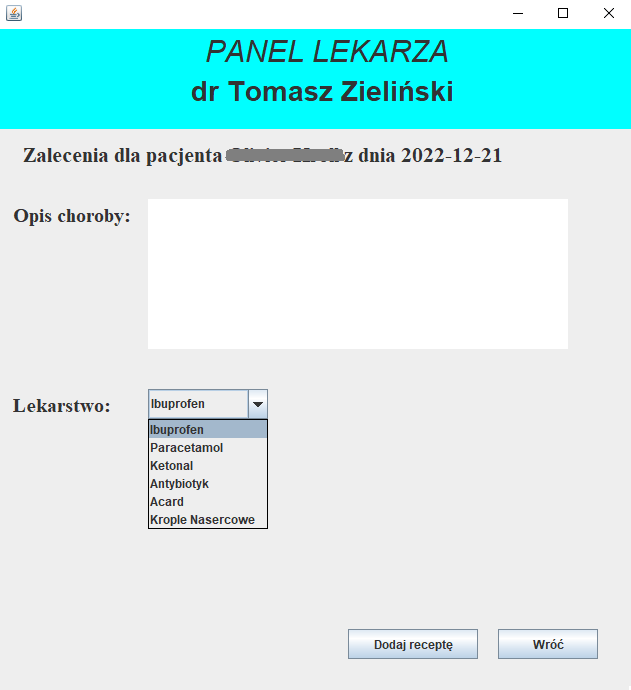 PANEL LEKARZA
dr Tomasz Zieliński
Zalecenia dla pacjenta z dnia 2022-12-21
Opis choroby:
Lekarstwo:
Ibuprofen
Ibuprofen
Paracetamol
Ketonal
Antybiotyk
Acard
Krople Nasercowe
Dodaj receptę
Wróć